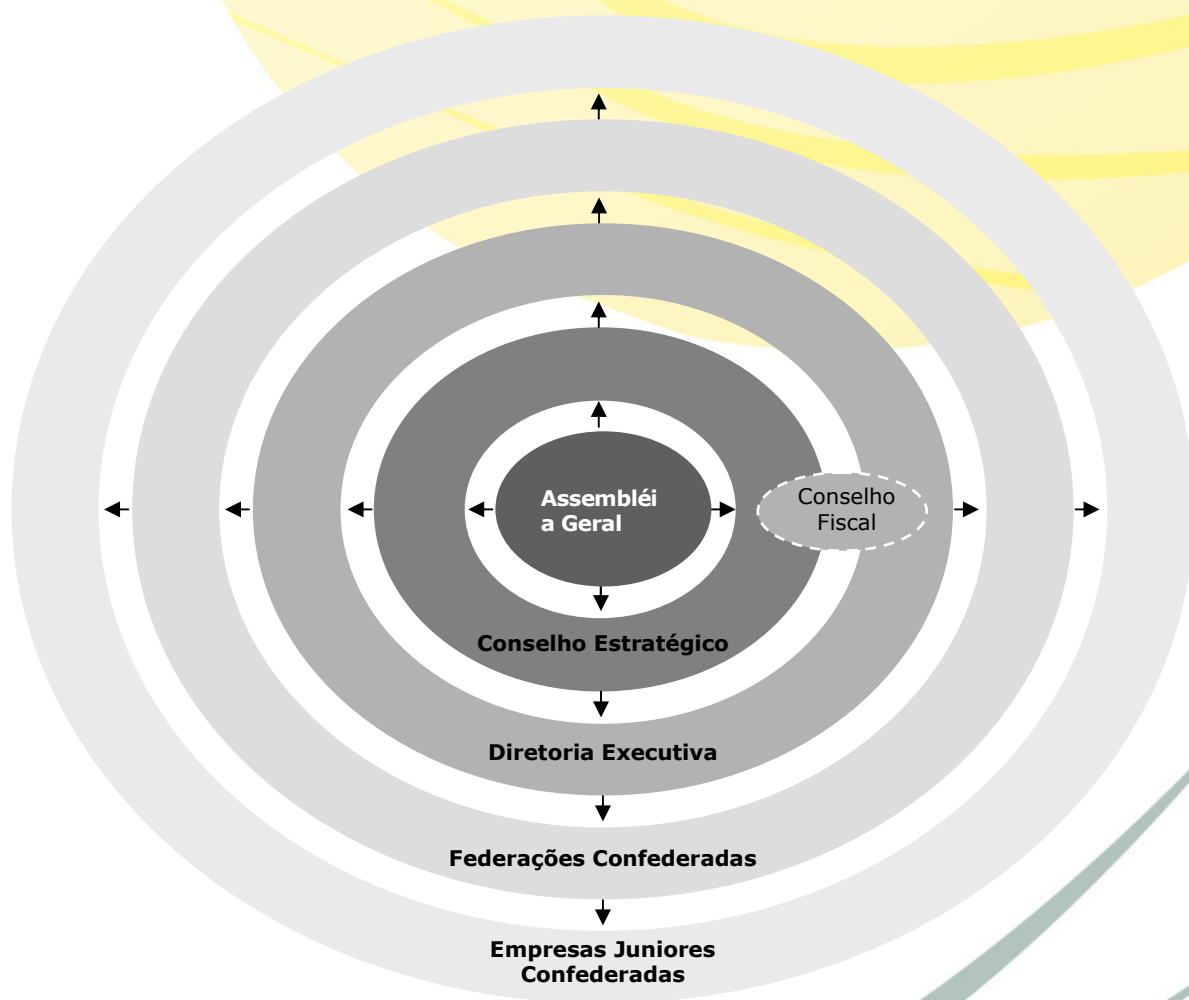 Assembléi
a Geral
Conselho
Fiscal
Conselho Estratégico
Diretoria Executiva
Federações Confederadas
Empresas Juniores
Confederadas